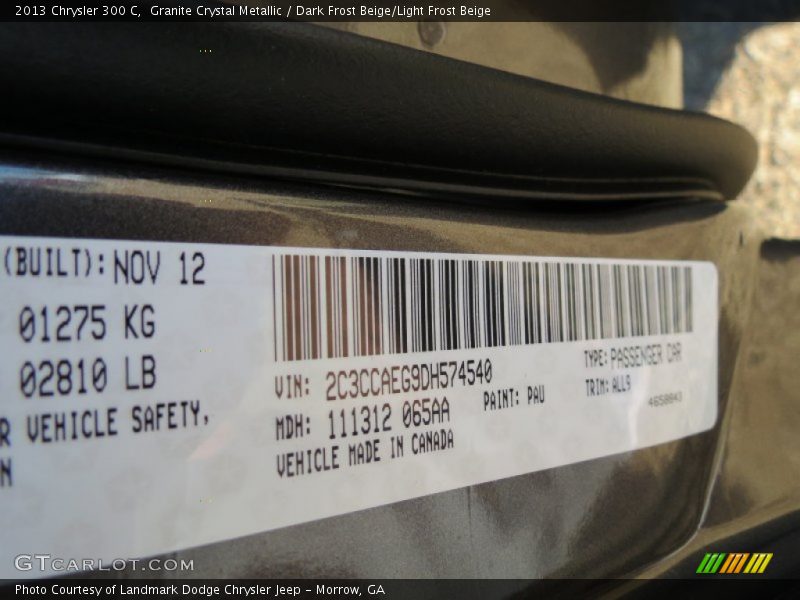 2013 Chrysler 300 C,  Granite Crystal Metallic / Dark Frost Beige/Light Frost Beige
(BUILT): NOV 12
01275 KG
02810 LB
R VEHICLE SAFETY,
N
VIN: 2C3CCAEG9DH574540
TYPE: PASSENGER CAR
MDH: 111312 065AA
PAINT: PAU
TRIM: ALL9
VEHICLE MADE IN CANADA
GTCARLOT.COM
Photo Courtesy of Landmark Dodge Chrysler Jeep - Morrow, GA